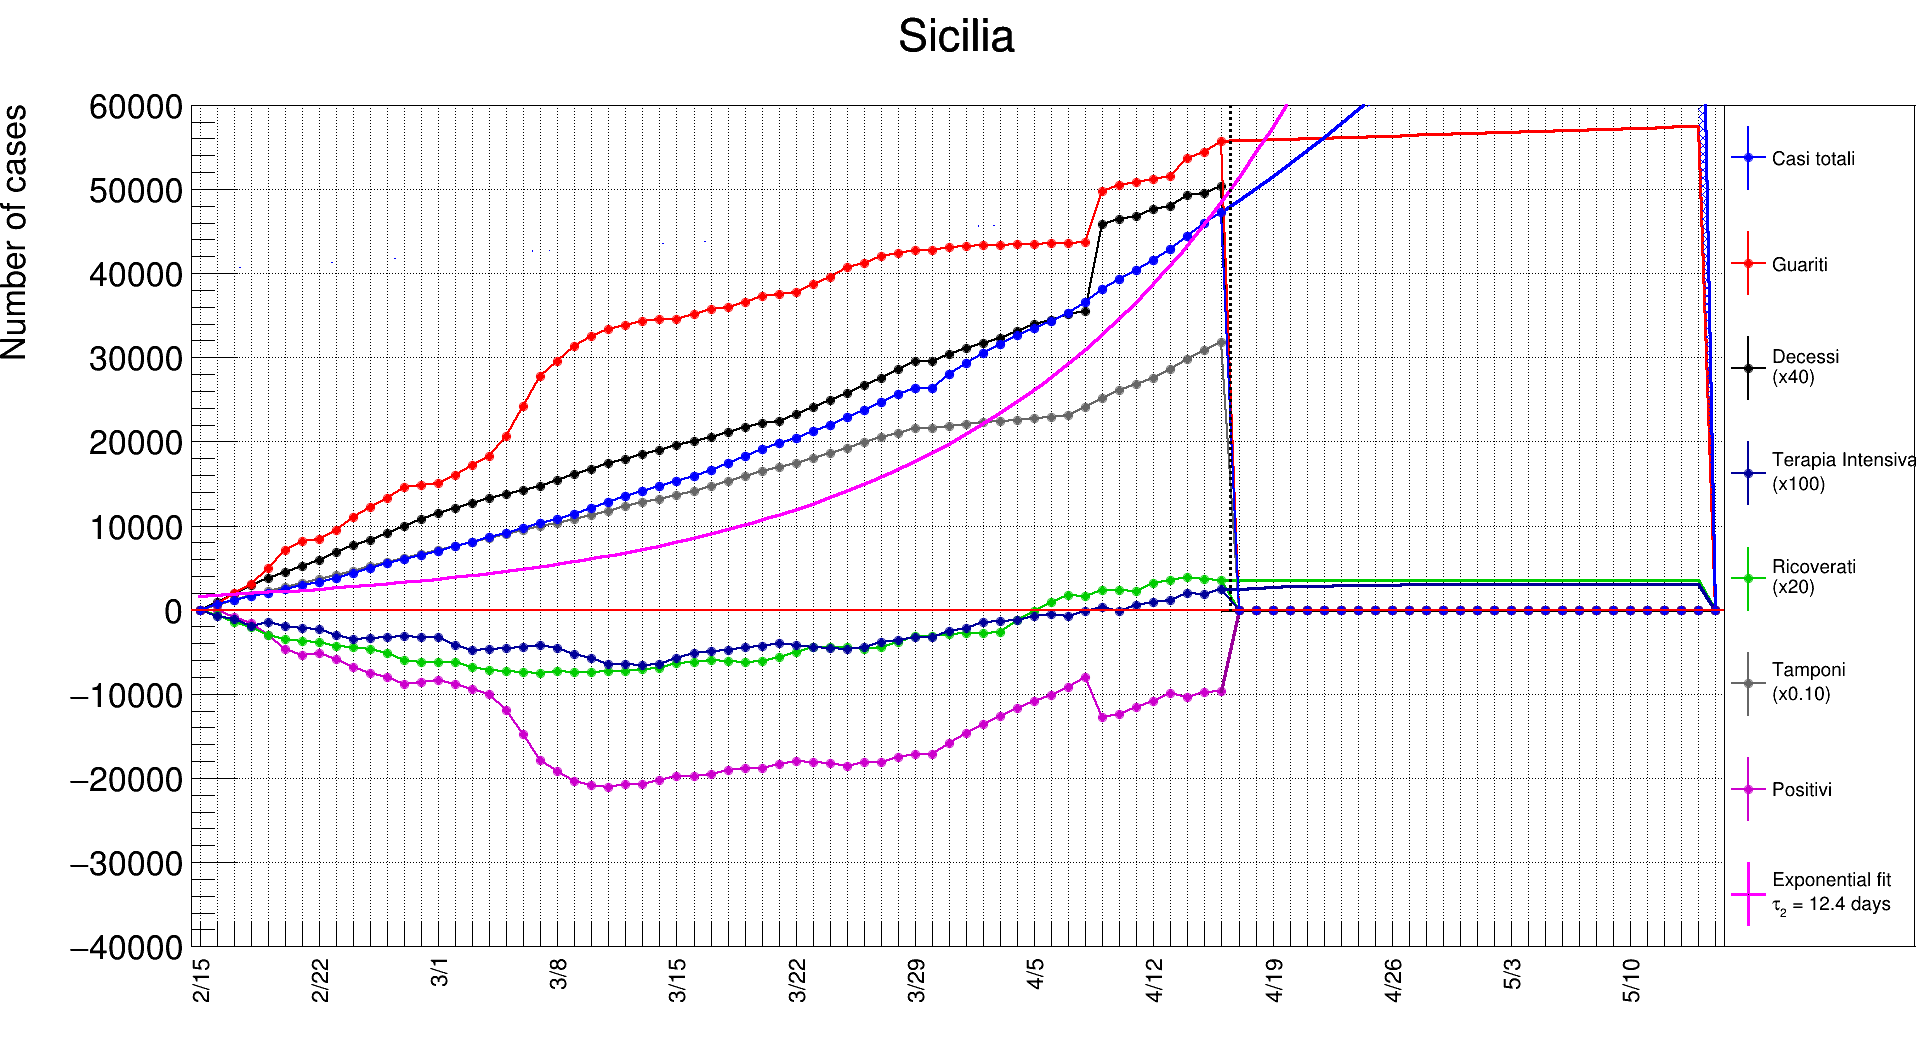 Sicilia
Number of cases
60000
50000
40000
30000
20000
10000
0
−10000
−20000
−30000
−40000
2/15
2/22
3/1
3/8
3/15
3/22
3/29
4/5
4/12
4/19
4/26
5/3
5/10
Casi totali
Guariti
Decessi
(x40)
Terapia Intensiva
(x100)
Ricoverati
(x20)
Tamponi
(x0.10)
Positivi
Exponential fit
τ2 = 12.4 days